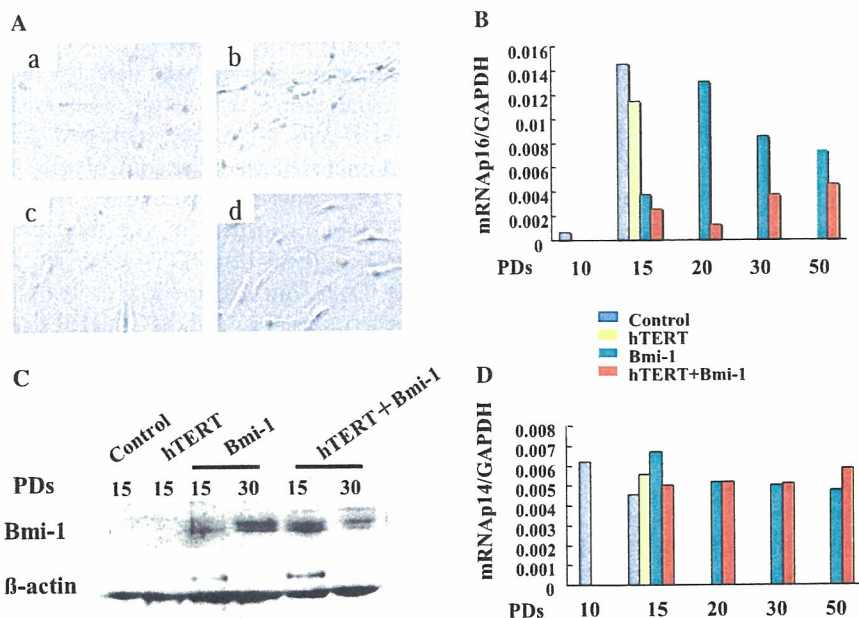 A
a
b
c
d
B
mRNAp16/GAPDH
0.016
0.014
0.012
0.01
0.008
0.006
0.004
0.002
0
PDs 10 15 20 30 50
Control
hTERT
Bmi-1
hTERT+Bmi-1
C
Control hTERT Bmi-1 hTERT+Bmi-1
PDs 15 15 15 30 15 30
Bmi-1
ß-actin
D
mRNAp14/GAPDH
0.008
0.007
0.006
0.005
0.004
0.003
0.002
0.001
0
PDs 10 15 20 30 50